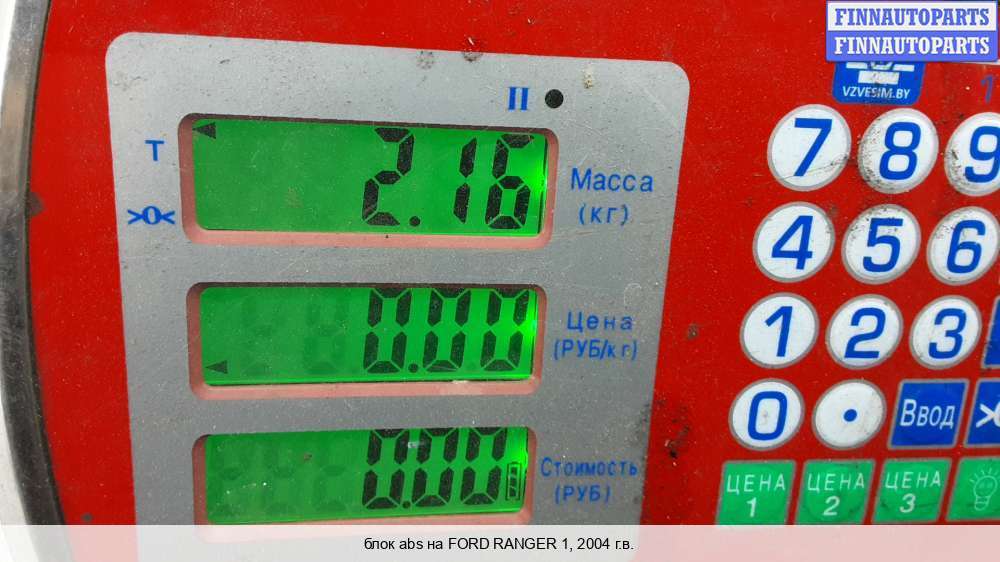 FINNAUTOPARTS
FINNAUTOPARTS
VZVESIM.BY
II
T
2.16
Масса
(кг)
>0<
7 8 9
4 5 6
0.00
Цена
(РУБ/кг)
1 2 3
0 . Ввод
0.00
Стоимость
(РУБ)
ЦЕНА 1
ЦЕНА 2
ЦЕНА 3
блок abs на FORD RANGER 1, 2004 г.в.